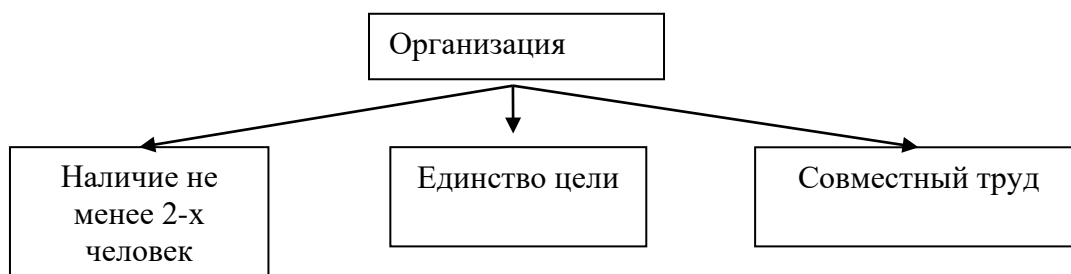 Организация
Наличие не
менее 2-х
человек
Единство цели
Совместный труд